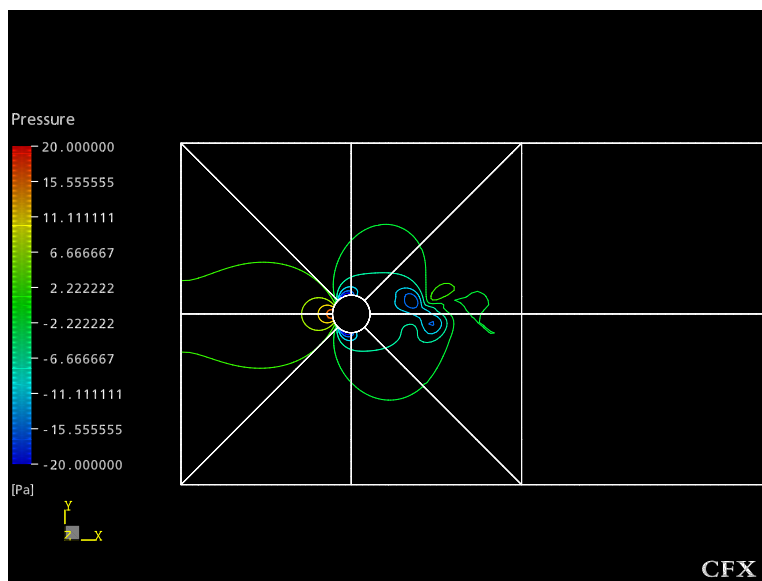 Pressure
20.000000
15.555555
11.111111
6.666667
2.222222
-2.222222
-6.666667
-11.111111
-15.555555
-20.000000
[Pa]
Y
Z X
CFX